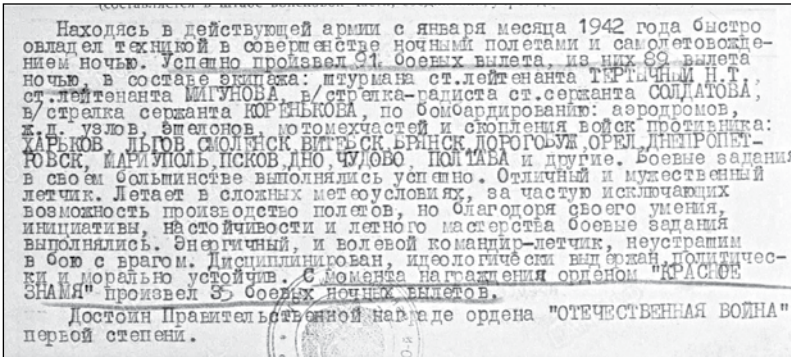 (составляется в штабе войсковой части,
Находясь в действующей армии с января месяца 1942 года быстро
овладел техникой в совершенстве ночными полетами и самолетовожде-
нием ночью. Успешно произвел 91 боевых вылета, из них 89 вылета
ночью, в составе экипажа: штурмана ст.лейтенанта ТЕРТЫЧНЫЙ Н.Т.,
ст.лейтенанта МИГУНОВА, в/стрелка-радиста ст.сержанта СОЛДАТОВА,
в/стрелка сержанта КОРЕНЬКОВА, по бомбардированию: аэродромов,
ж.д. узлов, эшелонов, мотомехчастей и скопления войск противника:
ХАРЬКОВ, ЛЬГОВ,СМОЛЕНСК,ВИТЕБСК,БРЯНСК,ДОРОГОБУЖ,ОРЕЛ,ДНЕПРОПЕТ-
РОВСК, МАРИУПОЛЬ,ПСКОВ,ДНО,ЧУДОВО, ПОЛТАВА и другие. Боевые задания
в своем большинстве выполнялись успешно. Отличный и мужественный
летчик. Летает в сложных метеоусловиях, за частую исключающих
возможность производство полетов, но благодоря своего умения,
инициативы, настойчивости и летного мастерства боевые задания
выполнялись. Энергичный, и волевой командир-летчик, неустрашим
в бою с врагом. Дисциплинирован, идеологически выдержан,политичес-
ки и морально устойчив. С момента награждения орденом "КРАСНОЕ
ЗНАМЯ" произвел 35 боевых ночных вылетов.
Достоин Правительственной награде ордена "ОТЕЧЕСТВЕННАЯ ВОЙНА"
первой степени.